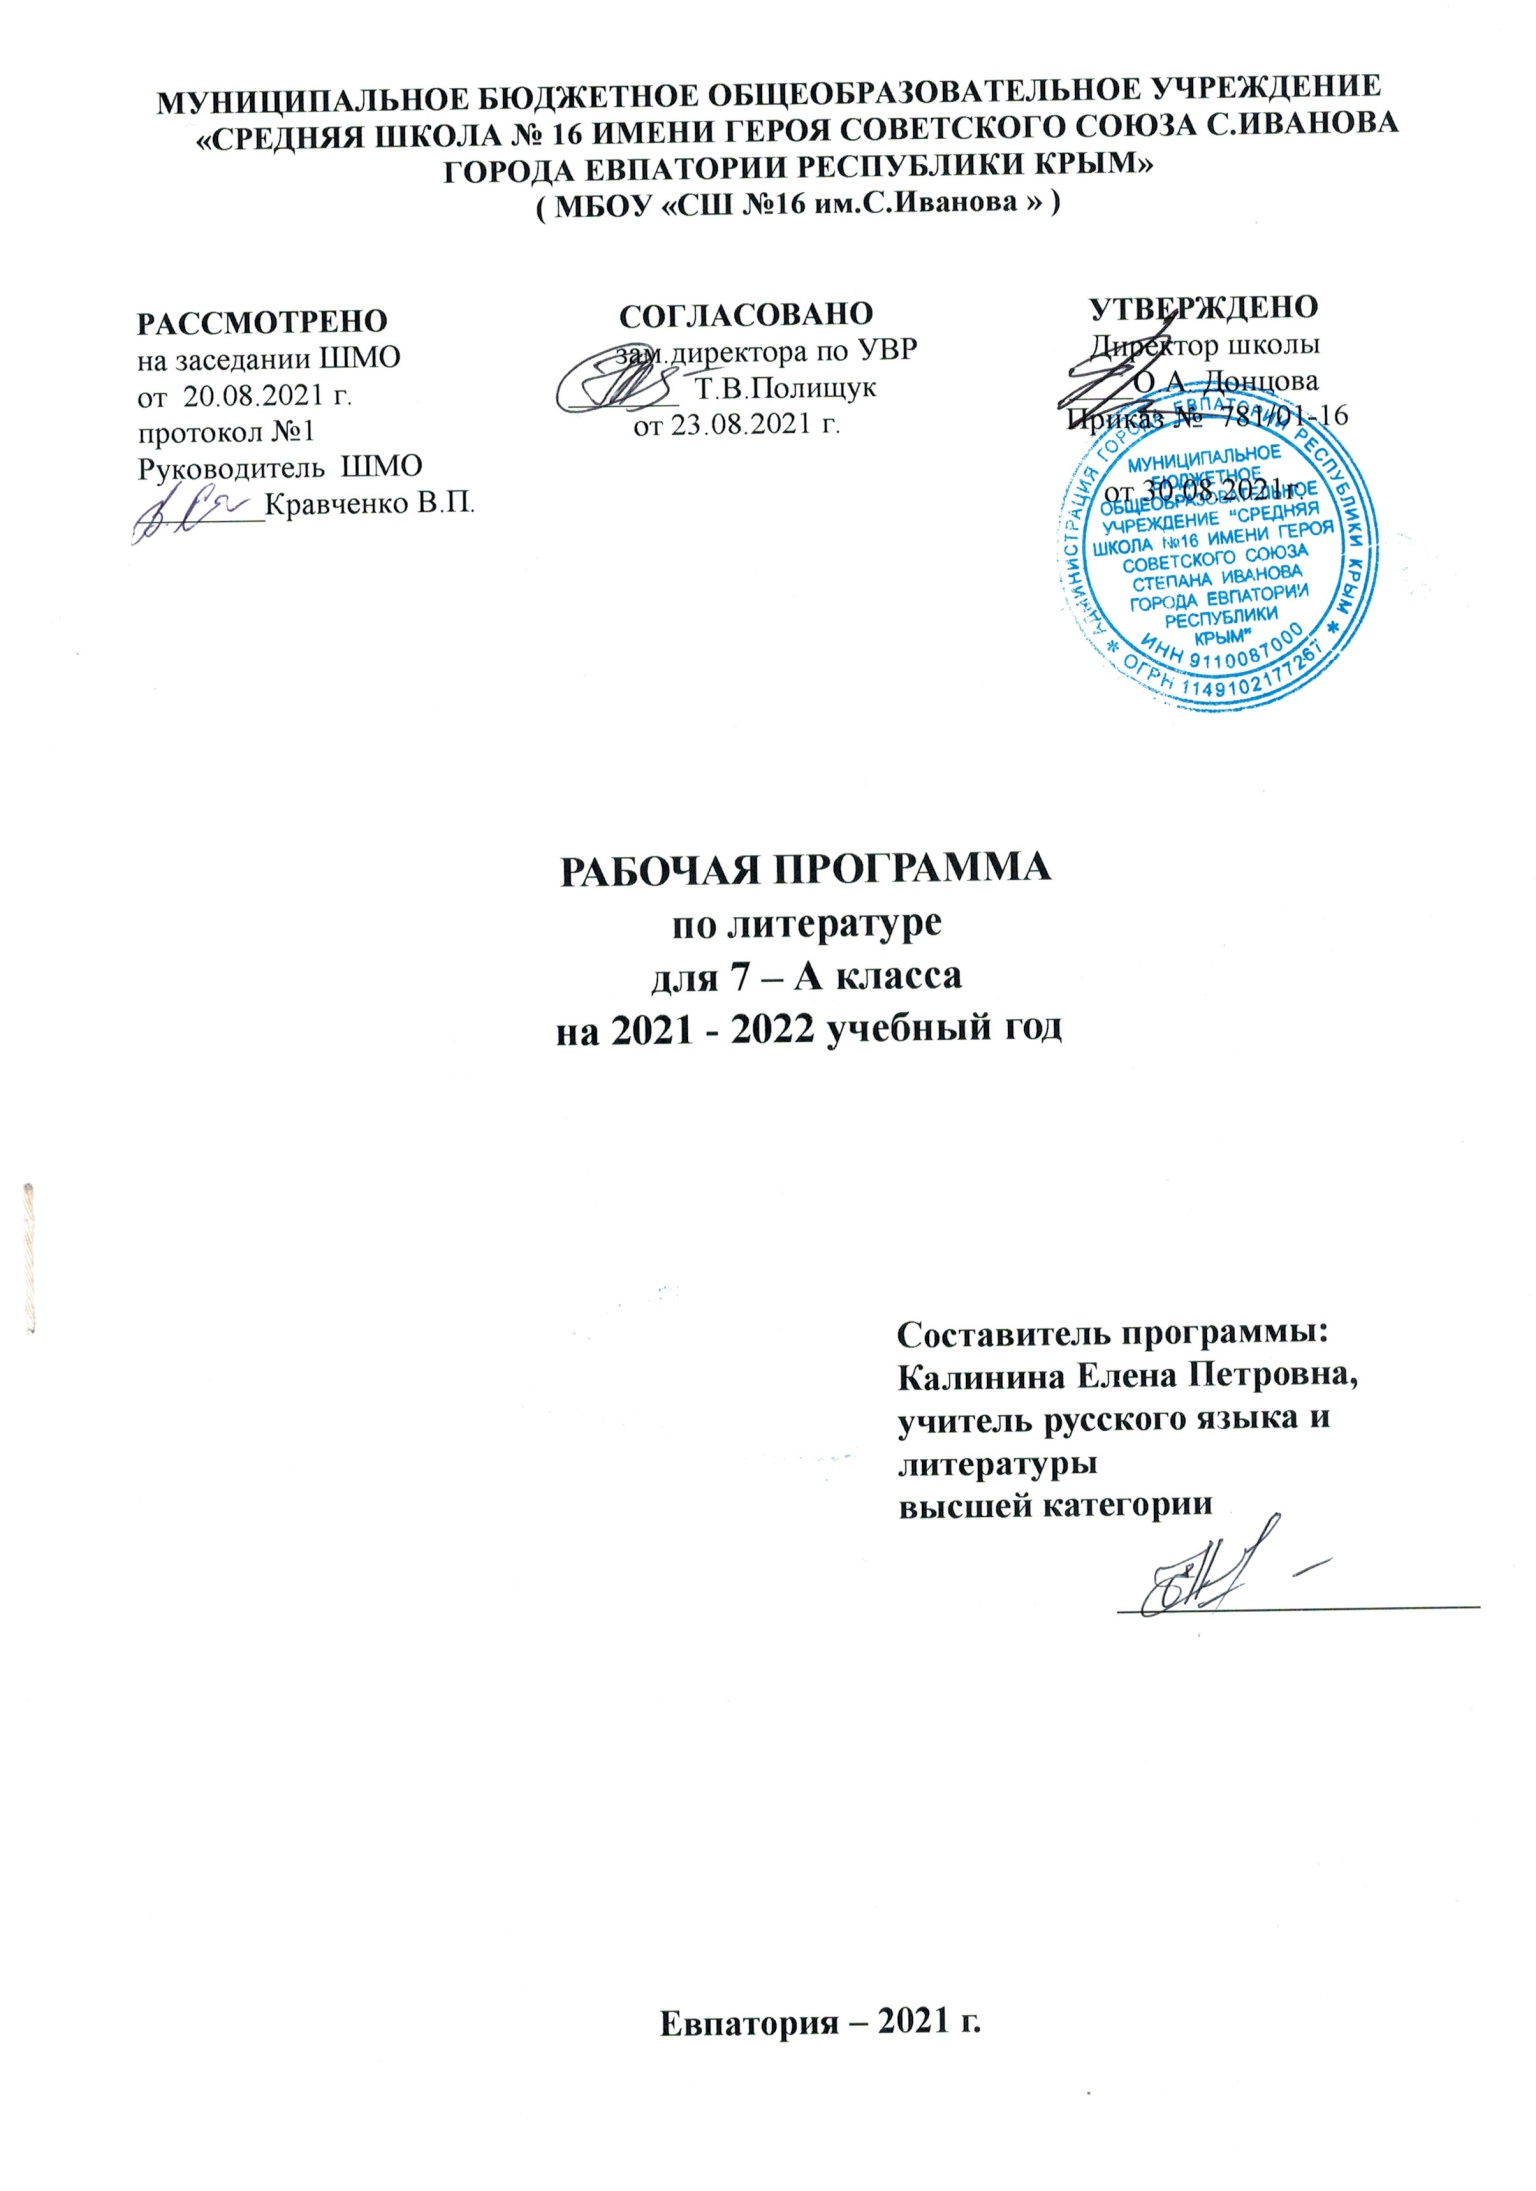 МУНИЦИПАЛЬНОЕ БЮДЖЕТНОЕ ОБЩЕОБРАЗОВАТЕЛЬНОЕ УЧРЕЖДЕНИЕ
«СРЕДНЯЯ ШКОЛА № 16 ИМЕНИ ГЕРОЯ СОВЕТСКОГО СОЮЗА С.ИВАНОВА
ГОРОДА ЕВПАТОРИИ РЕСПУБЛИКИ КРЫМ»
( МБОУ «СШ №16 им.С.Иванова » )
РАССМОТРЕНО
на заседании ШМО
от 20.08.2021 г.
протокол №1
Руководитель ШМО
Кравченко В.П.
СОГЛАСОВАНО
зам.директора по УВР
Т.В.Полищук
от 23.08.2021 г.
УТВЕРЖДЕНО
Директор школы
О А. Донцова
Приказ № 781/01-16
от 30.08.2021г.
АДМИНИСТРАЦИЯ ГОРОДА ЕВПАТОРИИ РЕСПУБЛИКИ КРЫМ
МУНИЦИПАЛЬНОЕ
БЮДЖЕТНОЕ
ОБЩЕОБРАЗОВАТЕЛЬНОЕ
УЧРЕЖДЕНИЕ "СРЕДНЯЯ
ШКОЛА №16 ИМЕНИ ГЕРОЯ
СОВЕТСКОГО СОЮЗА
СТЕПАНА ИВАНОВА
ГОРОДА ЕВПАТОРИИ
РЕСПУБЛИКИ
КРЫМ"
ИНН 9110087000
* ОГРН 1149102177267 *
РАБОЧАЯ ПРОГРАММА
по литературе
для 7 – А класса
на 2021 - 2022 учебный год
Составитель программы:
Калинина Елена Петровна,
учитель русского языка и
литературы
высшей категории
Евпатория – 2021 г.